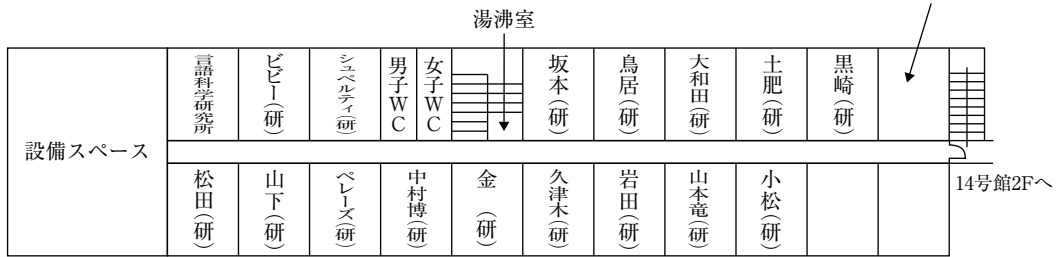 湯沸室
設備スペース
言語科学研究所
ビビー(研)
シュペルティ(研)
男子WC
女子WC
坂本(研)
鳥居(研)
大和田(研)
土肥(研)
黒崎(研)
松田(研)
山下(研)
ペレーズ(研)
中村博(研)
金(研)
久津木(研)
岩田(研)
山本竜(研)
小松(研)
14号館2Fへ